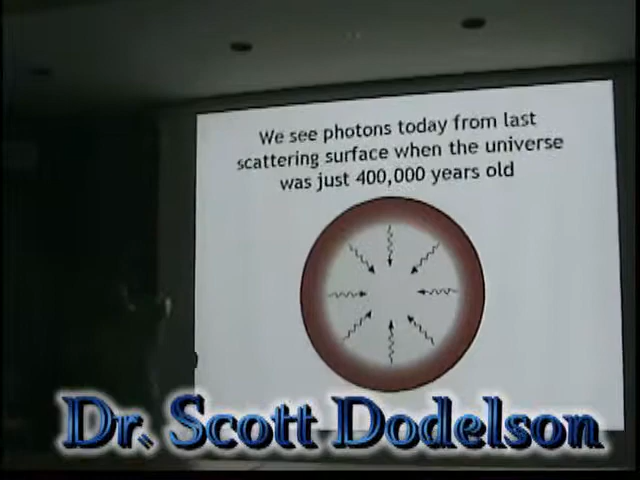 We see photons today from last
scattering surface when the universe
was just 400,000 years old
Dr. Scott Dodelson